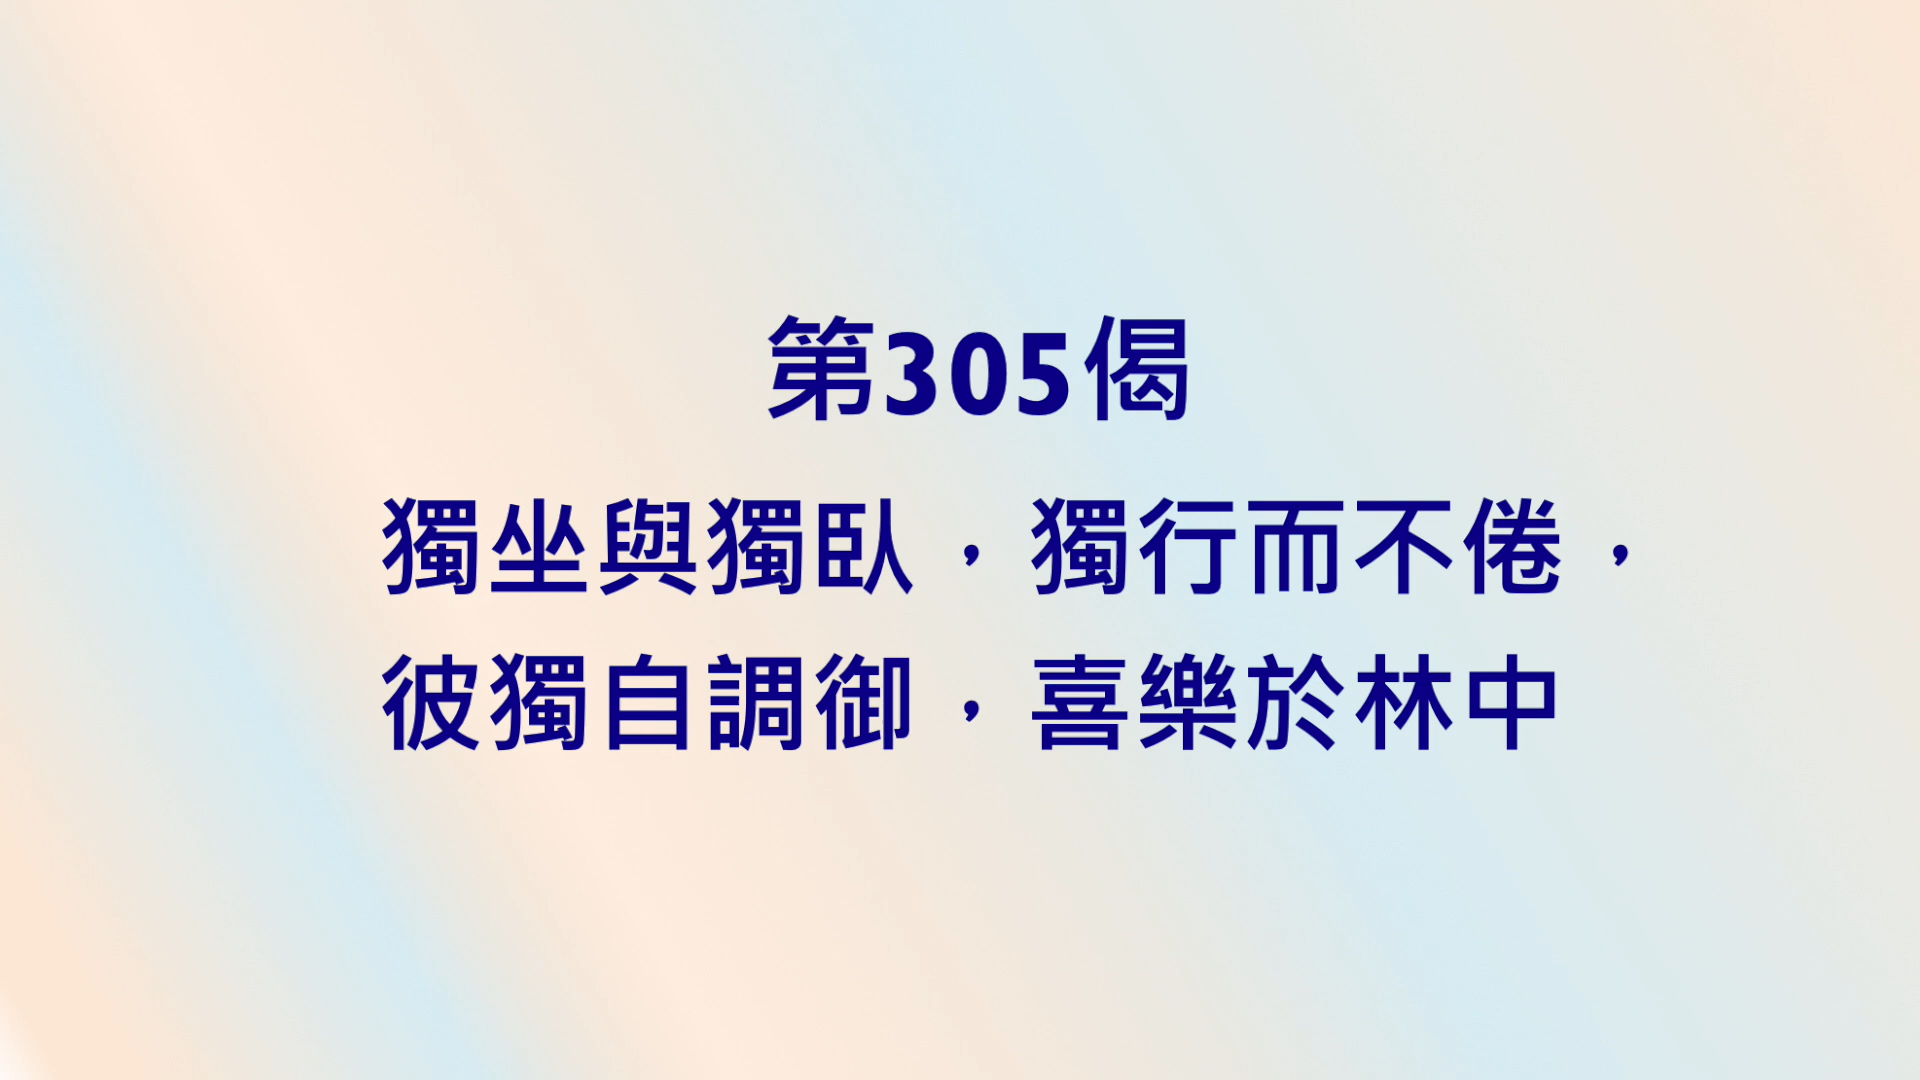 第305偈
獨坐與獨臥，獨行而不倦，
彼獨自調御，喜樂於林中